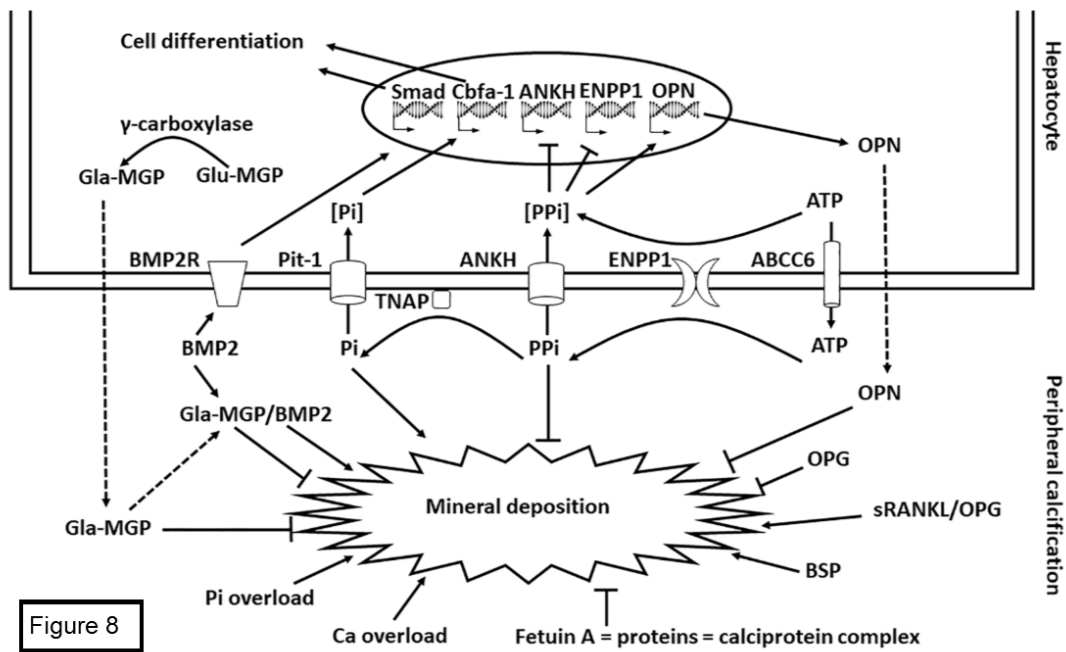 Cell differentiation
Smad Cbfa-1 ANKH ENPP1 OPN
γ-carboxylase
Gla-MGP Glu-MGP
OPN
[Pi]
[PPi]
ATP
BMP2R
Pit-1
ANKH
ENPP1
ABCC6
TNAP
BMP2
Pi
PPi
ATP
OPN
Gla-MGP/BMP2
OPG
Mineral deposition
sRANKL/OPG
Gla-MGP
BSP
Pi overload
Ca overload
Fetuin A = proteins = calciprotein complex
Hepatocyte
Peripheral calcification
Figure 8